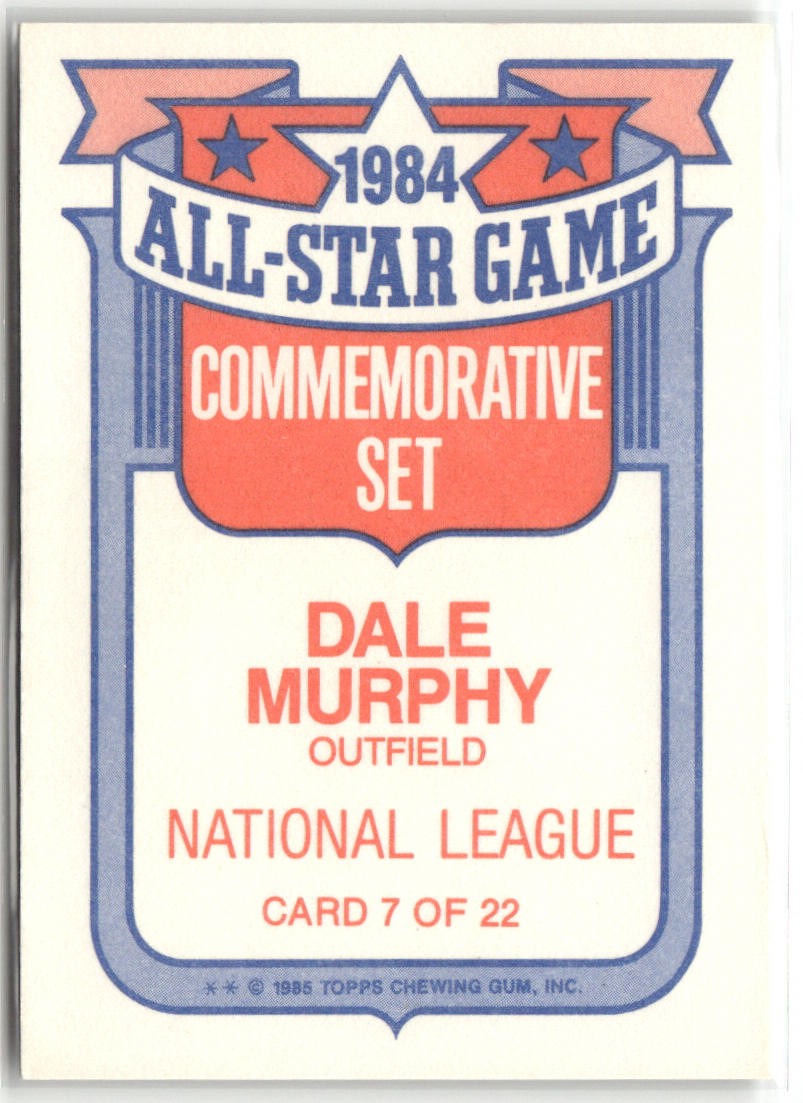 1984
ALL-STAR GAME
COMMEMORATIVE
SET
DALE
MURPHY
OUTFIELD
NATIONAL LEAGUE
CARD 7 OF 22
** © 1985 TOPPS CHEWING GUM, INC.